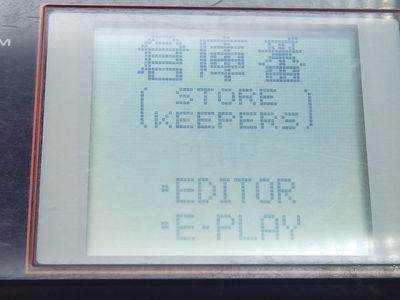 倉庫番
(STORE
KEEPERS)
:EDITOR
:E-PLAY